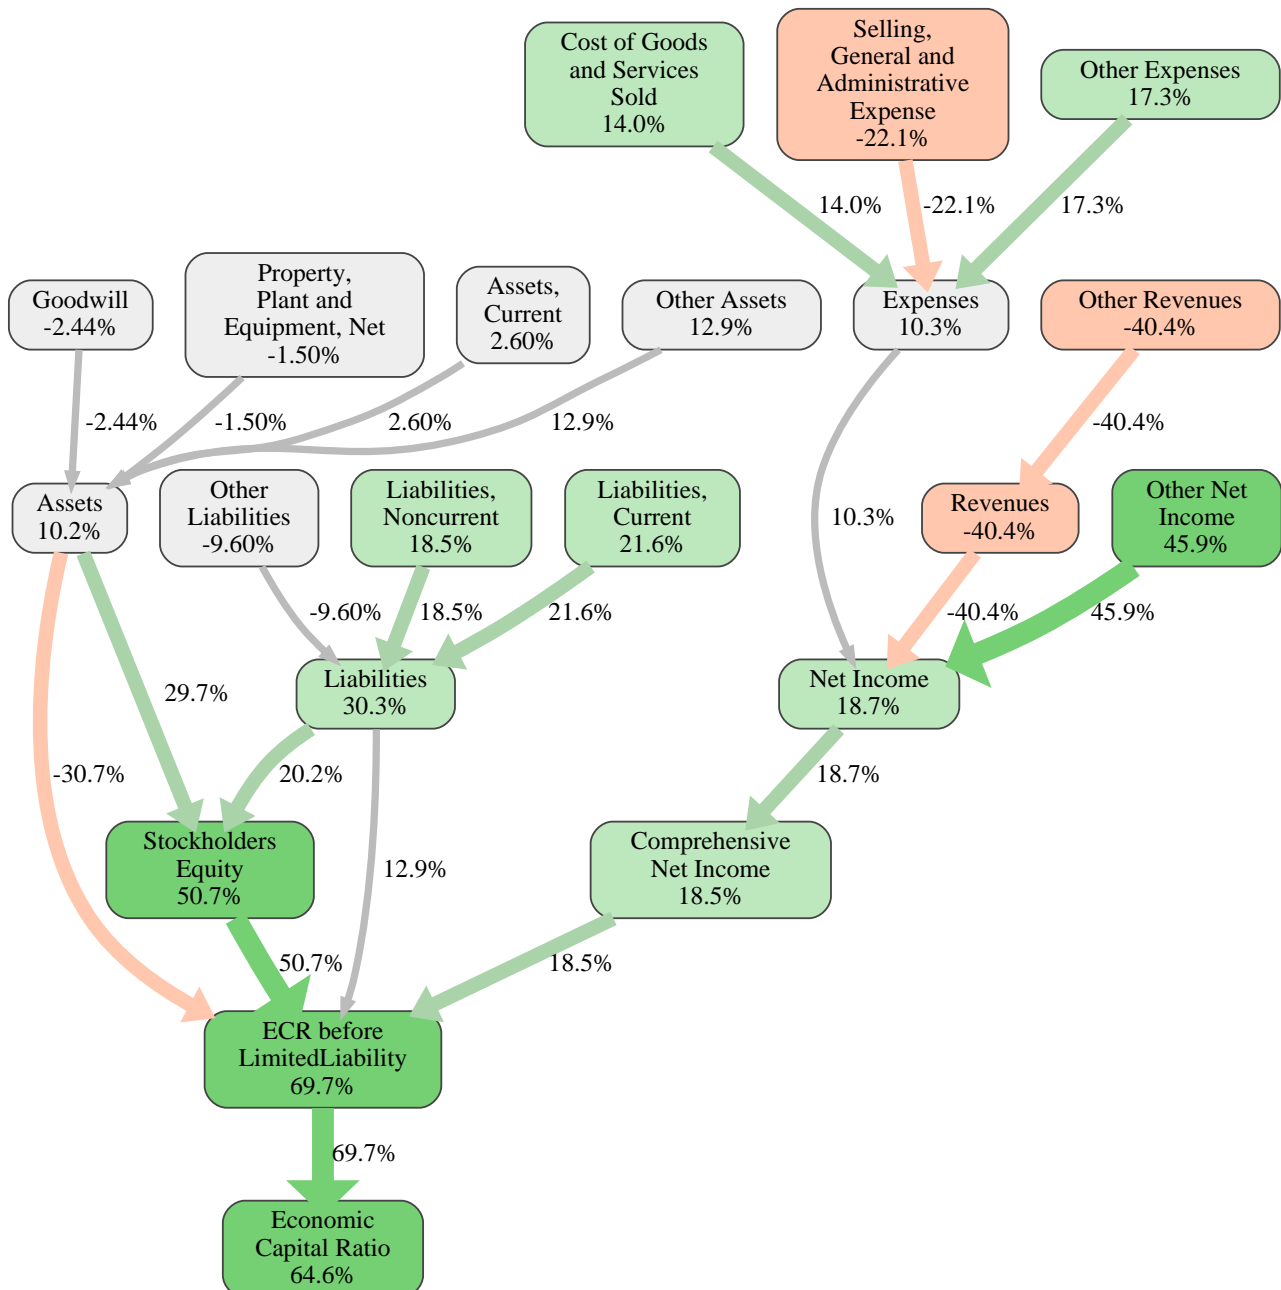 Cost of Goods
and Services
Sold
14.0%
Selling,
General and
Administrative
Expense
-22.1%
Other Expenses
17.3%
14.0%
-22.1%
17.3%
Goodwill
-2.44%
Property,
Plant and
Equipment, Net
-1.50%
Assets,
Current
2.60%
Other Assets
12.9%
Expenses
10.3%
Other Revenues
-40.4%
-2.44%
-1.50%
2.60%
12.9%
-40.4%
Assets
10.2%
Other
Liabilities
-9.60%
Liabilities,
Noncurrent
18.5%
Liabilities,
Current
21.6%
10.3%
Revenues
-40.4%
Other Net
Income
45.9%
-9.60%
18.5%
21.6%
-40.4%
45.9%
29.7%
Liabilities
30.3%
Net Income
18.7%
-30.7%
20.2%
18.7%
Stockholders
Equity
50.7%
12.9%
Comprehensive
Net Income
18.5%
50.7%
18.5%
ECR before
LimitedLiability
69.7%
69.7%
Economic
Capital Ratio
64.6%